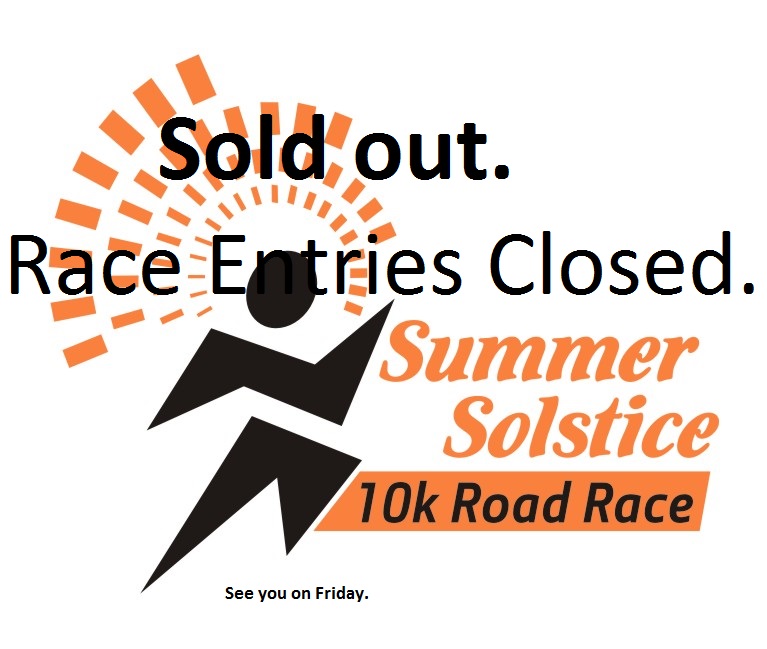 Sold out.
Race Entries Closed.
Summer
Solstice
10k Road Race
See you on Friday.